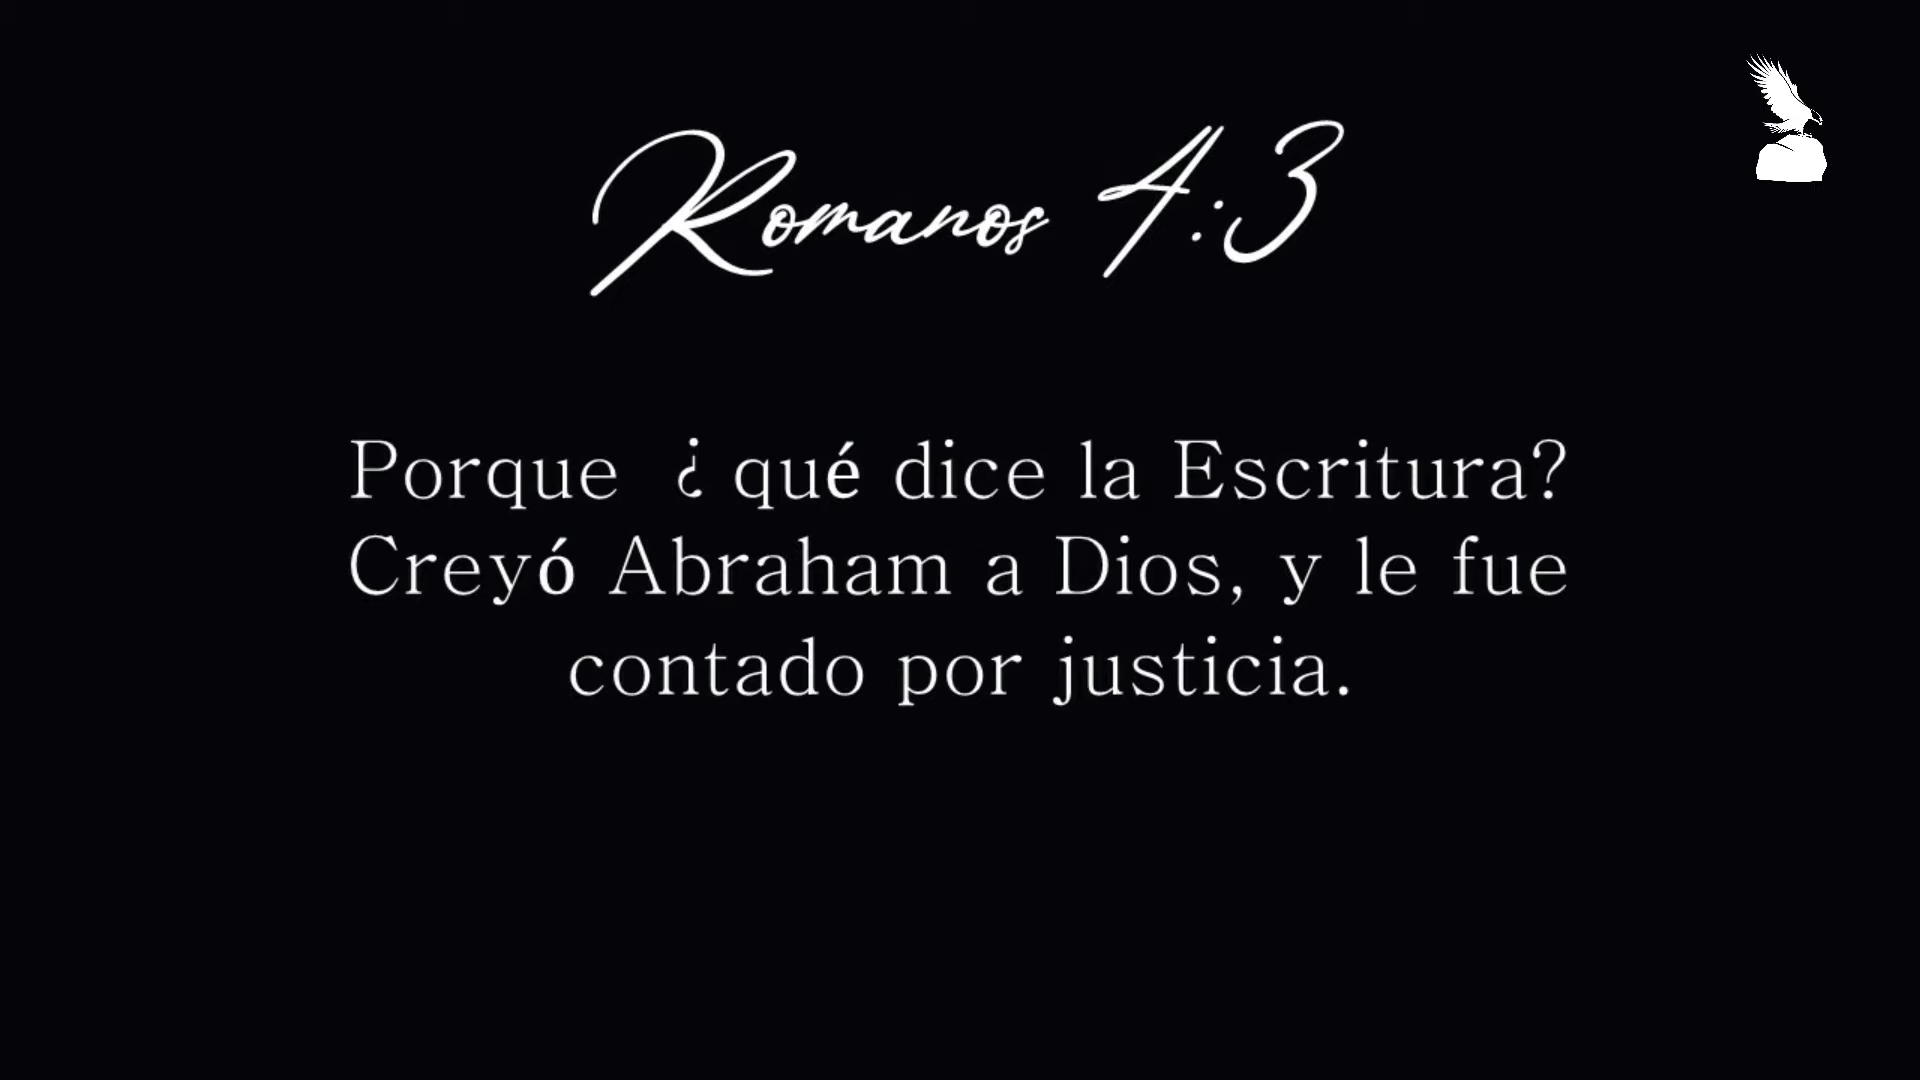 Romanos 4:3
Porque ¿ qué dice la Escritura?
Creyó Abraham a Dios, y le fue
contado por justicia.